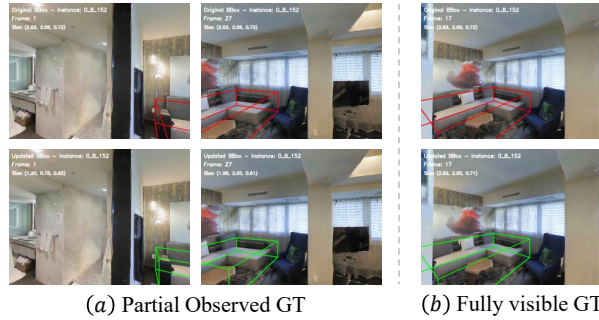 Original BBox - Instance: 0_8_152
Frame: 1
Size: (2.82, 2.06, 0.72)
Original BBox - Instance: 0_8_152
Frame: 27
Size: (2.82, 2.06, 0.72)
Original BBox - Instance: 0_8_152
Frame: 17
Size: (2.82, 2.06, 0.72)
Updated BBox - Instance: 0_8_152
Frame: 1
Size: (1.20, 0.76, 0.65)
Updated BBox - Instance: 0_8_152
Frame: 27
Size: (1.98, 2.05, 0.81)
Updated BBox - Instance: 0_8_152
Frame: 17
Size: (2.82, 2.05, 0.71)
(a) Partial Observed GT
(b) Fully visible GT